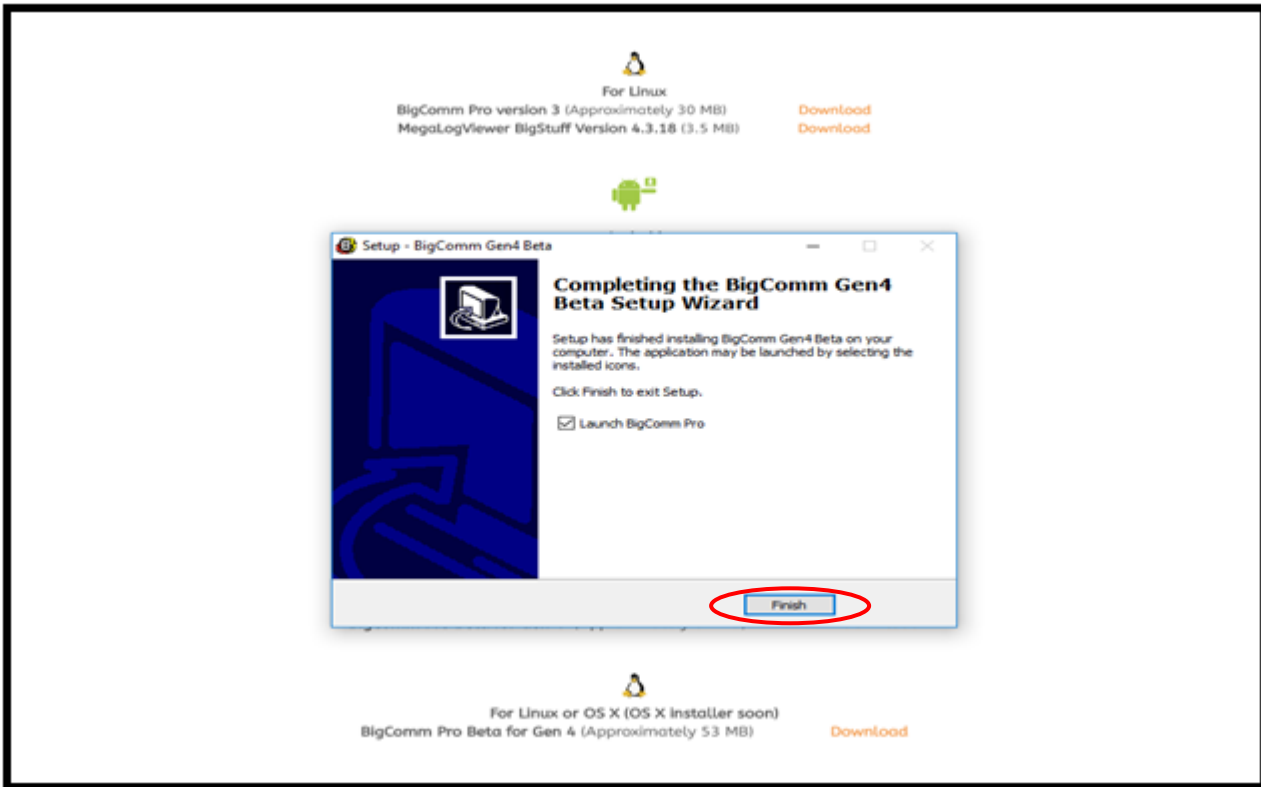 For Linux
BigComm Pro version 3 (Approximately 30 MB) Download
MegaLogViewer BigStuff Version 4.3.18 (3.5 MB) Download
Setup - BigComm Gen4 Beta
Completing the BigComm Gen4
Beta Setup Wizard
Setup has finished installing BigComm Gen4 Beta on your
computer. The application may be launched by selecting the
installed icons.
Click Finish to exit Setup.
Launch BigComm Pro
Finish
For Linux or OS X (OS X installer soon)
BigComm Pro Beta for Gen 4 (Approximately 53 MB) Download